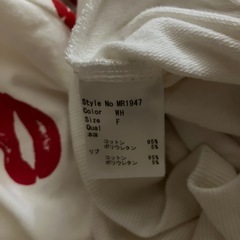 Style No MR1947
Color WH
Size F
Qual
本体
コットン 95%
ポリウレタン 5%
リブ
コットン 95%
ポリウレタン 5%